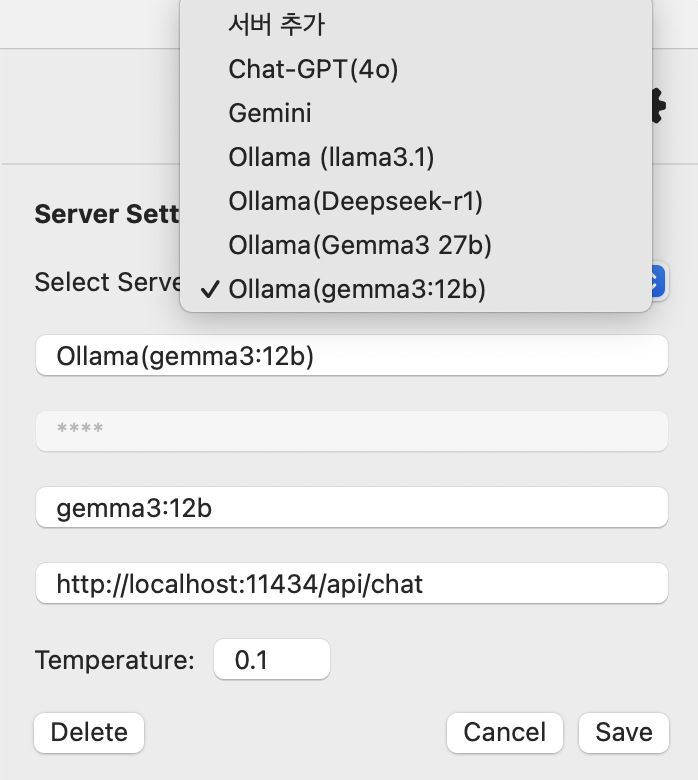 서버 추가
Chat-GPT(4o)
Gemini
Ollama (llama3.1)
Ollama(Deepseek-r1)
Ollama(Gemma3 27b)
✓ Ollama(gemma3:12b)
Server Sett
Select Serve
Ollama(gemma3:12b)
****
gemma3:12b
http://localhost:11434/api/chat
Temperature: 0.1
Delete Cancel Save